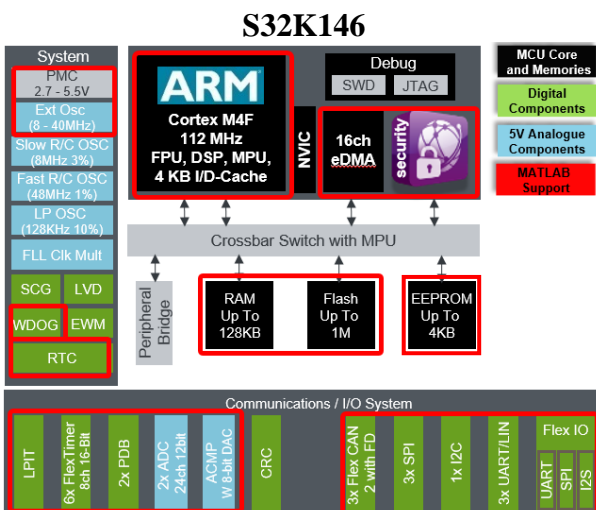 S32K146
System
PMC
2.7 - 5.5V
Ext Osc
(8 - 40MHz)
Slow R/C OSC
(8MHz 3%)
Fast R/C OSC
(48MHz 1%)
LP OSC
(128KHz 10%)
FLL Clk Mult
SCG
LVD
WDOG
EWM
RTC
ARM
Cortex M4F
112 MHz
FPU, DSP, MPU,
4 KB I/D-Cache
NVIC
Debug
SWD
JTAG
16ch
eDMA
security
MCU Core
and Memories
Digital
Components
5V Analogue
Components
MATLAB
Support
Crossbar Switch with MPU
Peripheral
Bridge
RAM
Up To
128KB
Flash
Up To
1M
EEPROM
Up To
4KB
Communications / I/O System
LPIT
6x FlexTimer
8ch 16-Bit
2x PDB
2x ADC
24ch 12bit
ACMP
W 8-bit DAC
CRC
3x Flex CAN
2 with FD
3x SPI
1x I2C
3x UART/LIN
Flex IO
UART
SPI
I2S